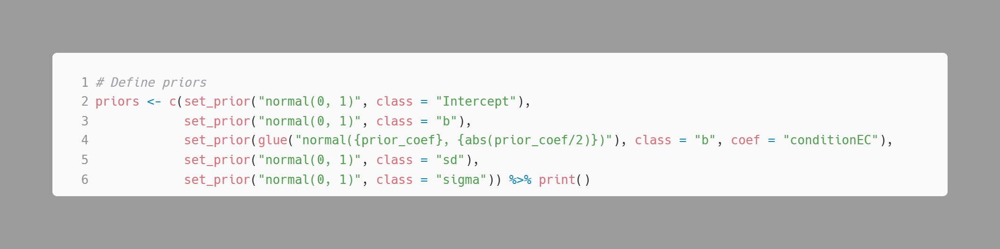 1 # Define priors
2 priors <- c(set_prior("normal(0, 1)", class = "Intercept"),
3             set_prior("normal(0, 1)", class = "b"),
4             set_prior(glue("normal({prior_coef}, {abs(prior_coef/2)})"), class = "b", coef = "conditionEC"),
5             set_prior("normal(0, 1)", class = "sd"),
6             set_prior("normal(0, 1)", class = "sigma")) %>% print()